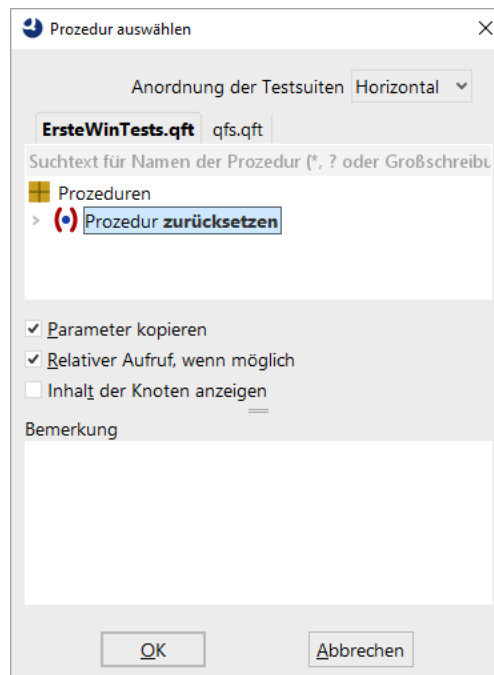 Prozedur auswählen
Anordnung der Testsuiten Horizontal
ErsteWinTests.qft qfs.qft
Suchtext für Namen der Prozedur (*, ? oder Großschreibu
Prozeduren
Prozedur zurücksetzen
Parameter kopieren
Relativer Aufruf, wenn möglich
Inhalt der Knoten anzeigen
Bemerkung
OK Abbrechen